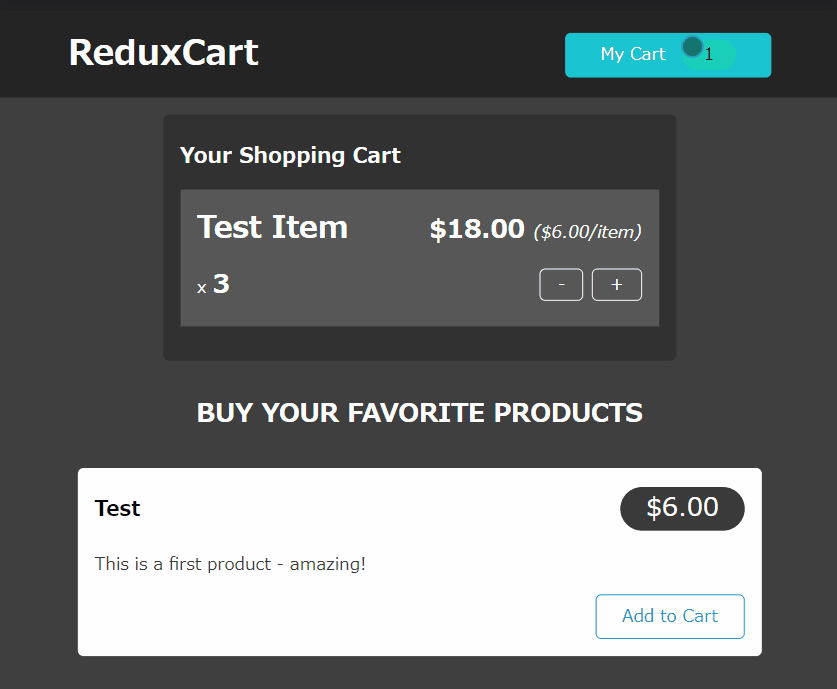 ReduxCart
My Cart 1
Your Shopping Cart
Test Item $18.00 ($6.00/item)
x 3 - +
BUY YOUR FAVORITE PRODUCTS
Test $6.00
This is a first product - amazing!
Add to Cart